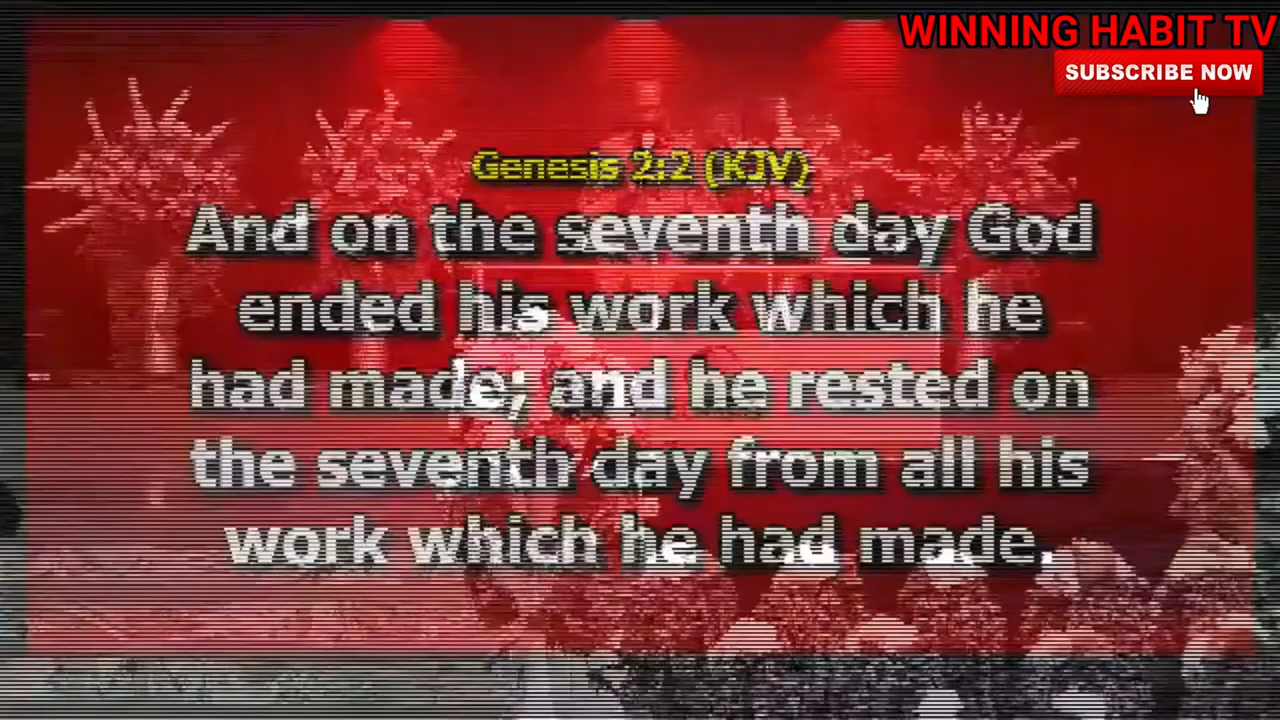 WINNING HABIT TV
SUBSCRIBE NOW
Genesis 2:2 (KJV)
And on the seventh day God
ended his work which he
had made; and he rested on
the seventh day from all his
work which he had made.